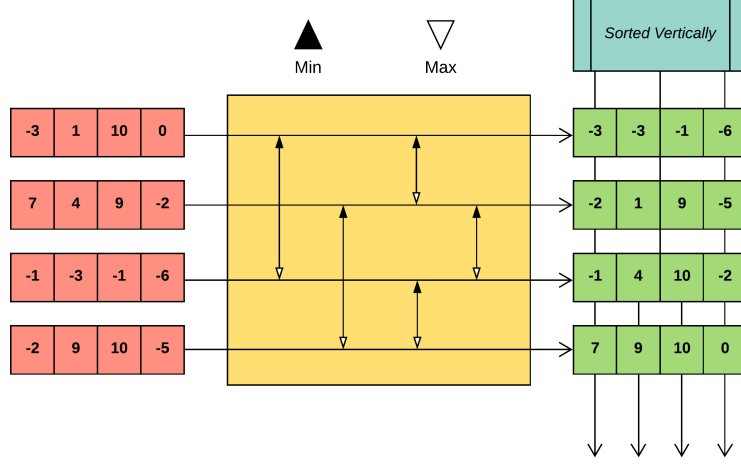 Sorted Vertically
Min Max
-3 1 10 0 -3 -3 -1 -6
7 4 9 -2 -2 1 9 -5
-1 -3 -1 -6 -1 4 10 -2
-2 9 10 -5 7 9 10 0